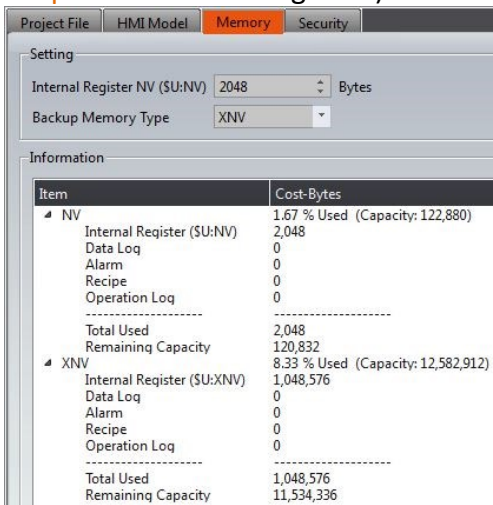 Project File HMI Model Memory Security
Setting
Internal Register NV ($U:NV) 2048 Bytes
Backup Memory Type XNV
Information
Item Cost-Bytes
NV 1.67 % Used (Capacity: 122,880)
Internal Register ($U:NV) 2,048
Data Log 0
Alarm 0
Recipe 0
Operation Log 0
-------------------- --------------------
Total Used 2,048
Remaining Capacity 120,832
XNV 8.33 % Used (Capacity: 12,582,912)
Internal Register ($U:XNV) 1,048,576
Data Log 0
Alarm 0
Recipe 0
Operation Log 0
-------------------- --------------------
Total Used 1,048,576
Remaining Capacity 11,534,336